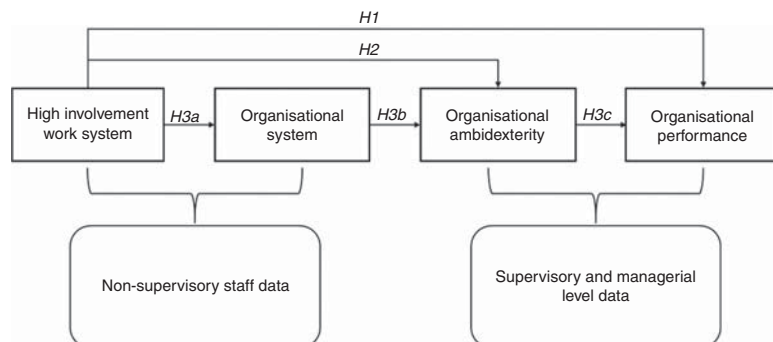 H1
H2
High involvement
work system
H3a
Organisational
system
H3b
Organisational
ambidexterity
H3c
Organisational
performance
Non-supervisory staff data
Supervisory and managerial
level data